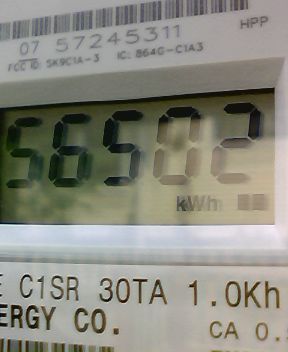 07 57245311
HPP
FCC ID: SK9C1A-3 IC: 864G-C1A3
56502
kWh
E C1SR 30TA 1.0Kh
ERGY CO.
CA 0.